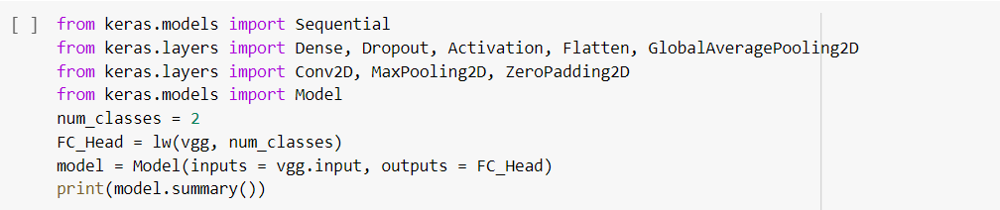 [ ] from keras.models import Sequential
from keras.layers import Dense, Dropout, Activation, Flatten, GlobalAveragePooling2D
from keras.layers import Conv2D, MaxPooling2D, ZeroPadding2D
from keras.models import Model
num_classes = 2
FC_Head = lw(vgg, num_classes)
model = Model(inputs = vgg.input, outputs = FC_Head)
print(model.summary())